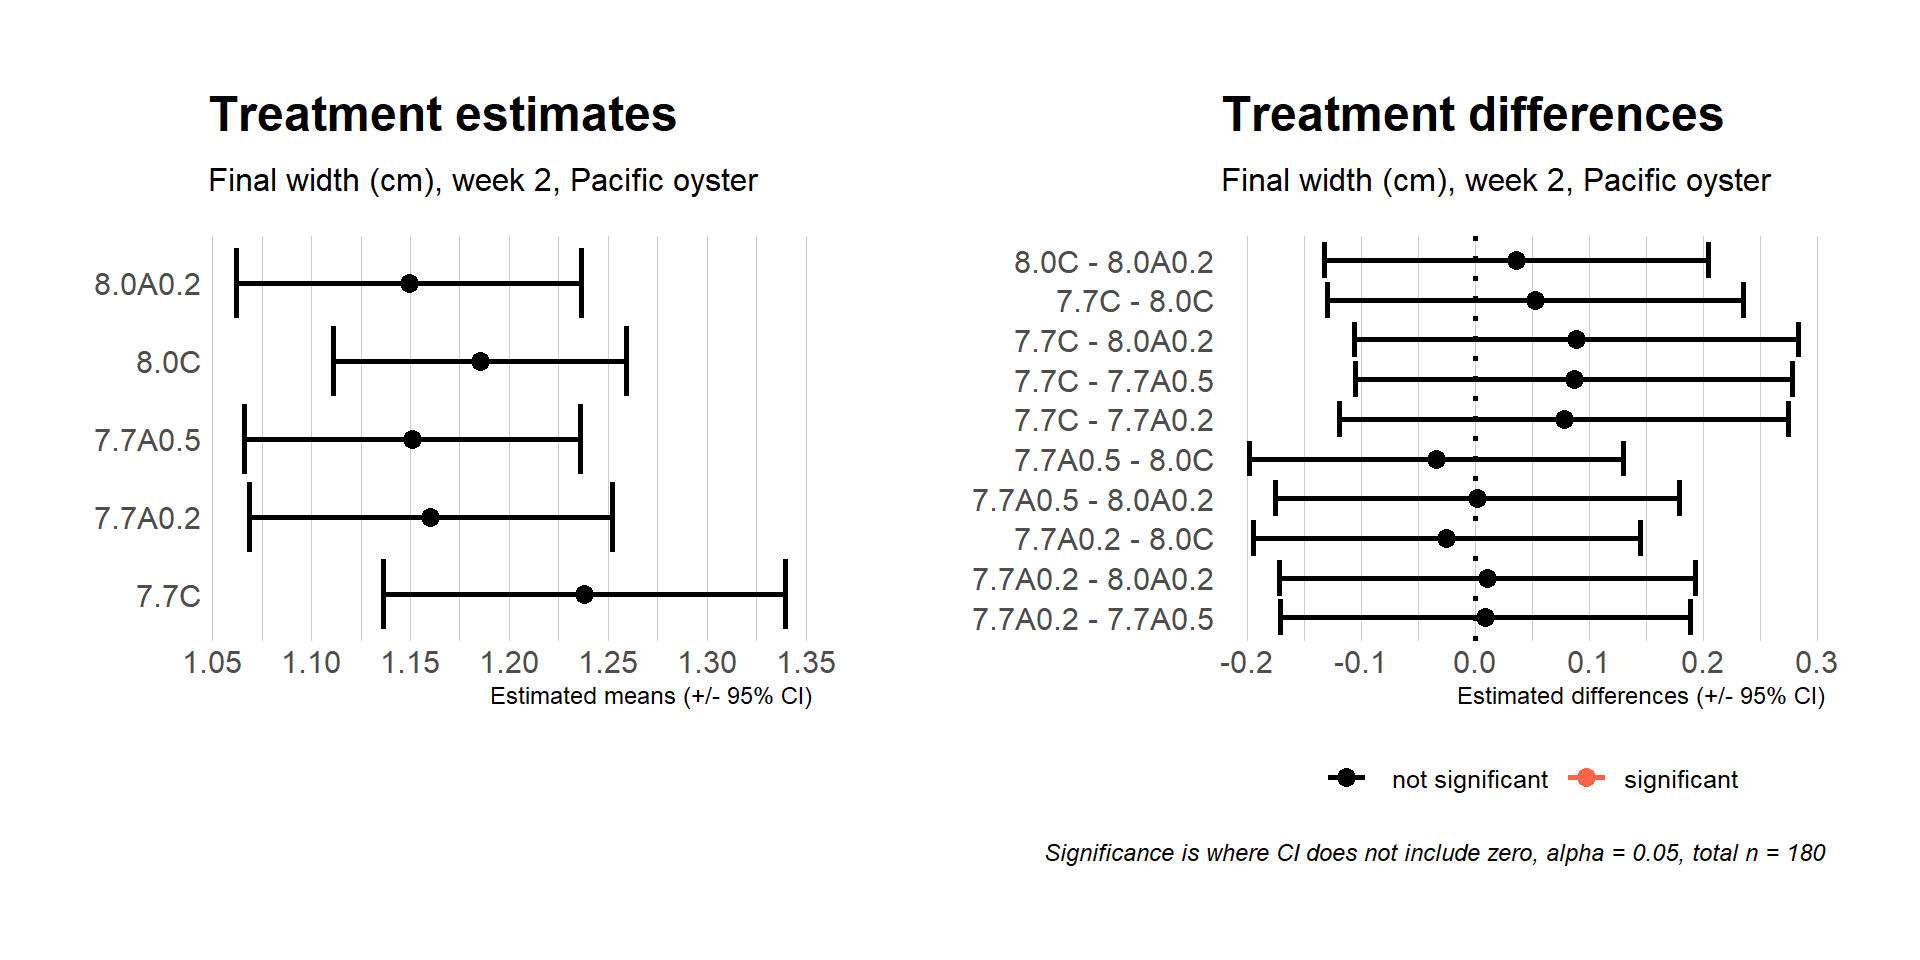 Treatment estimates
Final width (cm), week 2, Pacific oyster
8.0A0.2
8.0C
7.7A0.5
7.7A0.2
7.7C
1.05 1.10 1.15 1.20 1.25 1.30 1.35
Estimated means (+/- 95% CI)
Treatment differences
Final width (cm), week 2, Pacific oyster
8.0C - 8.0A0.2
7.7C - 8.0C
7.7C - 8.0A0.2
7.7C - 7.7A0.5
7.7C - 7.7A0.2
7.7A0.5 - 8.0C
7.7A0.5 - 8.0A0.2
7.7A0.2 - 8.0C
7.7A0.2 - 8.0A0.2
7.7A0.2 - 7.7A0.5
-0.2 -0.1 0.0 0.1 0.2 0.3
Estimated differences (+/- 95% CI)
not significant significant
Significance is where CI does not include zero, alpha = 0.05, total n = 180